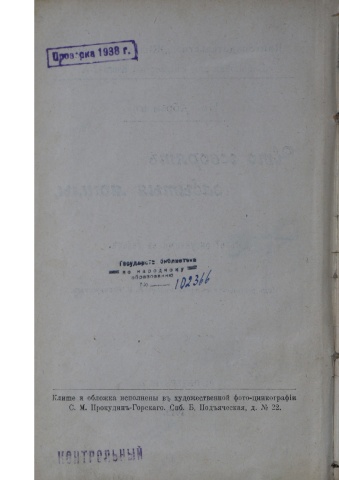 Проверка 1938 г.
Государств библиотека
по народному
образованию
№ 102366
Клише и обложка исполнены въ художественной фото-цинкографіи
С. М. Прокудинъ-Горскаго. Спб. Б. Подъяческая, д. № 22.
КОНТРОЛЬНЫЙ